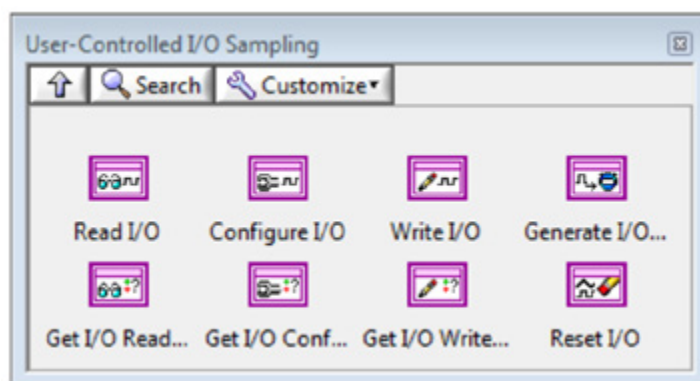 User-Controlled I/O Sampling
Search Customize
Read I/O Configure I/O Write I/O Generate I/O...
Get I/O Read... Get I/O Conf... Get I/O Write... Reset I/O